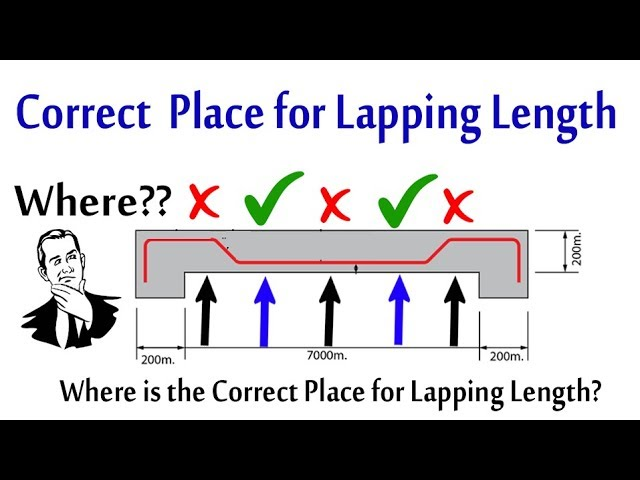 Correct Place for Lapping Length
Where??
200m.
200m.
7000m.
200m.
Where is the Correct Place for Lapping Length?